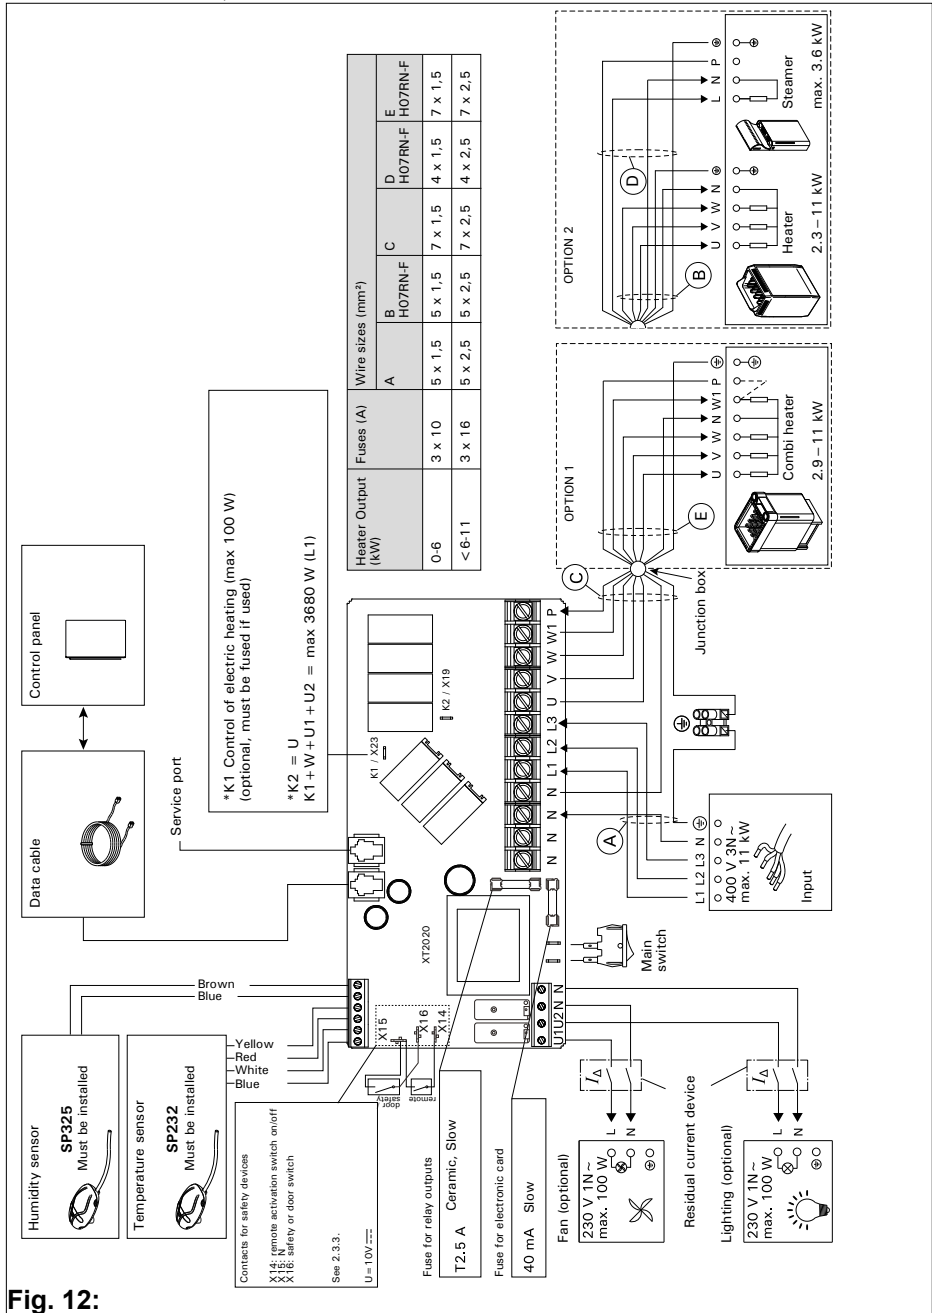 Humidity sensor
SP325
Must be installed
Temperature sensor
SP232
Must be installed
Brown
Blue
Yellow
Red
White
Blue
Data cable
Control panel
Service port
*K1 Control of electric heating (max 100 W)
(optional, must be fused if used)
*K2 = U
K1+W+U1+U2 = max 3680 W (L1)
Heater Output
(kW)
Fuses (A)
Wire sizes (mm²)
A
B
H07RN-F
C
D
H07RN-F
E
H07RN-F
0-6
3 x 10
5 x 1,5
5 x 1,5
7 x 1,5
4 x 1,5
7 x 1,5
<6-11
3 x 16
5 x 2,5
5 x 2,5
7 x 2,5
4 x 2,5
7 x 2,5
Contacts for safety devices
X14: remote activation switch on/off
X15: N
X16: safety or door switch
See 2.3.3.
U=10V
door
safety
remote
X15
X16
X14
XT2020
K1 / X23
K2 / X19
Fuse for relay outputs
T2.5 A Ceramic, Slow
Fuse for electronic card
40 mA Slow
U1 U2 N N
N N N N L1 L2 L3 U V W W1 P
Main
switch
Fan (optional)
230 V 1N~
max. 100 W
L
N
I∆
Residual current device
Lighting (optional)
230 V 1N~
max. 100 W
L
N
I∆
L1 L2 L3 N
400 V 3N~
max. 11 kW
Input
A
C
Junction box
E
OPTION 1
U V W N W1 P
Combi heater
2.9–11 kW
OPTION 2
B
D
U V W N
Heater
2.3–11 kW
L N P
Steamer
max. 3.6 kW
Fig. 12: